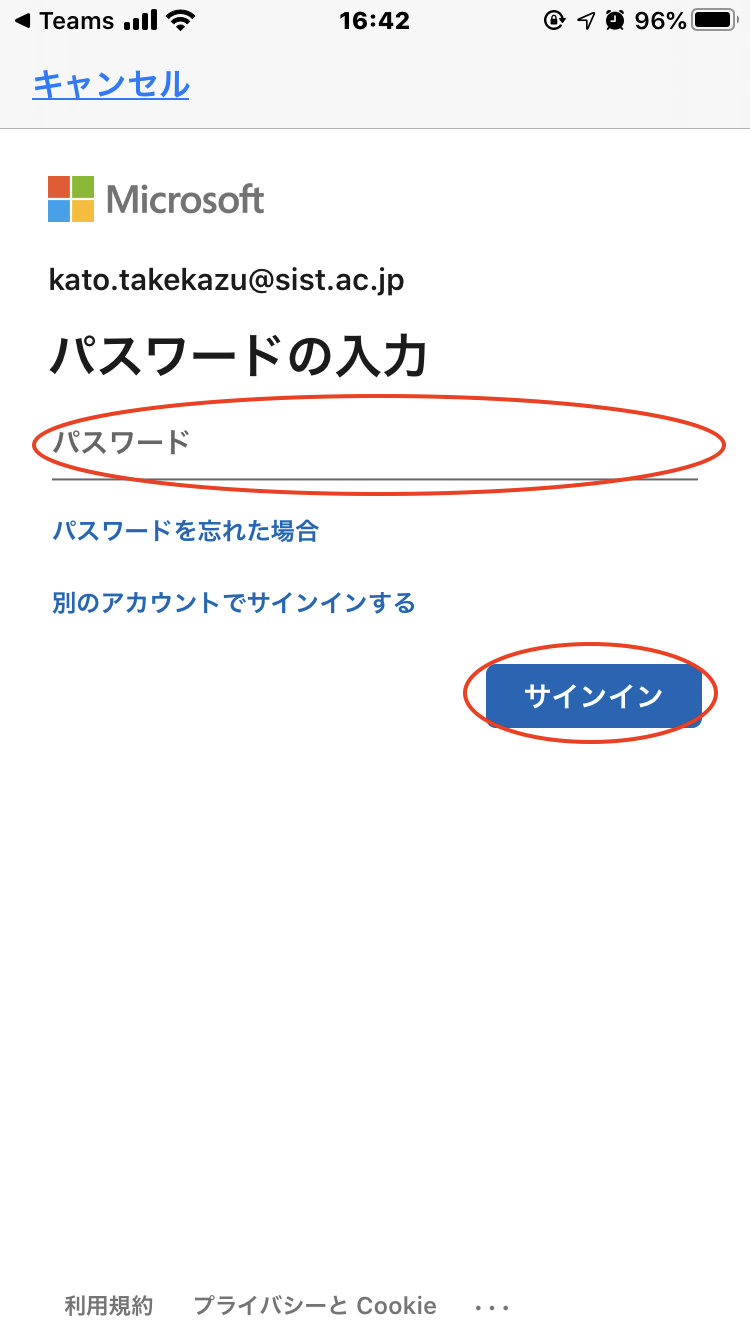 Teams 16:42 96%
キャンセル
Microsoft
kato.takekazu@sist.ac.jp
パスワードの入力
パスワード
パスワードを忘れた場合
別のアカウントでサインインする
サインイン
利用規約 プライバシーと Cookie ...